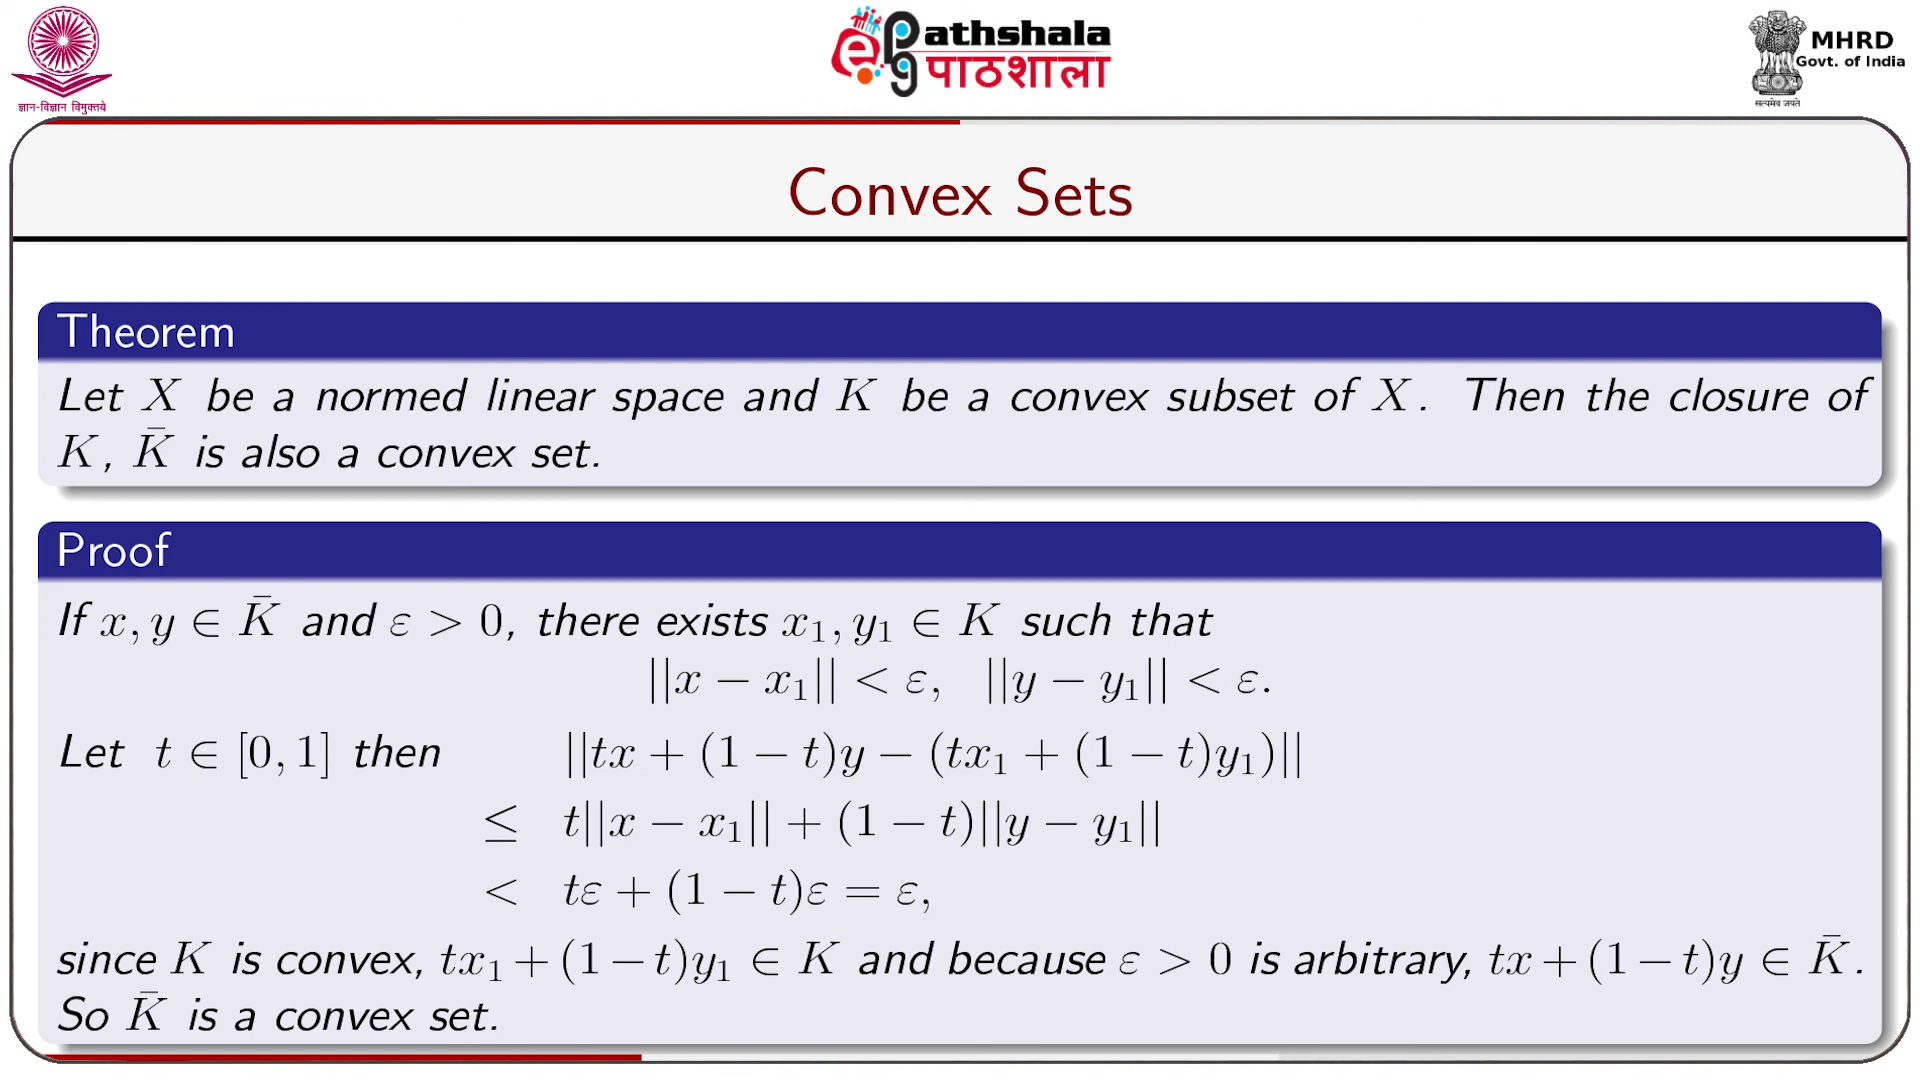 ज्ञान-विज्ञान विमुक्तये
ePG Pathshala
पाठशाला
MHRD
Govt. of India
सत्यमेव जयते
Convex Sets
Theorem
Let X be a normed linear space and K be a convex subset of X. Then the closure of
K, K̄ is also a convex set.
Proof
If x, y ∈ K̄ and ε > 0, there exists x₁, y₁ ∈ K such that
||x − x₁|| < ε, ||y − y₁|| < ε.
Let t ∈ [0, 1] then ||tx + (1 − t)y − (tx₁ + (1 − t)y₁)||
≤ t||x − x₁|| + (1 − t)||y − y₁||
< tε + (1 − t)ε = ε,
since K is convex, tx₁ + (1 − t)y₁ ∈ K and because ε > 0 is arbitrary, tx + (1 − t)y ∈ K̄.
So K̄ is a convex set.